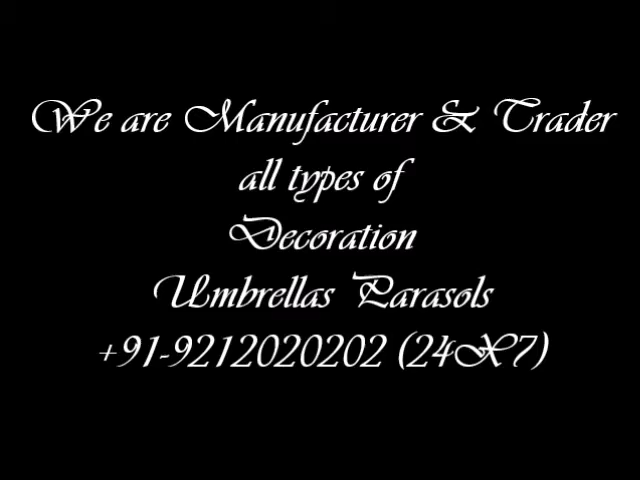 We are Manufacturer & Trader
all types of
Decoration
Umbrellas Parasols
+91-9212020202 (24X7)